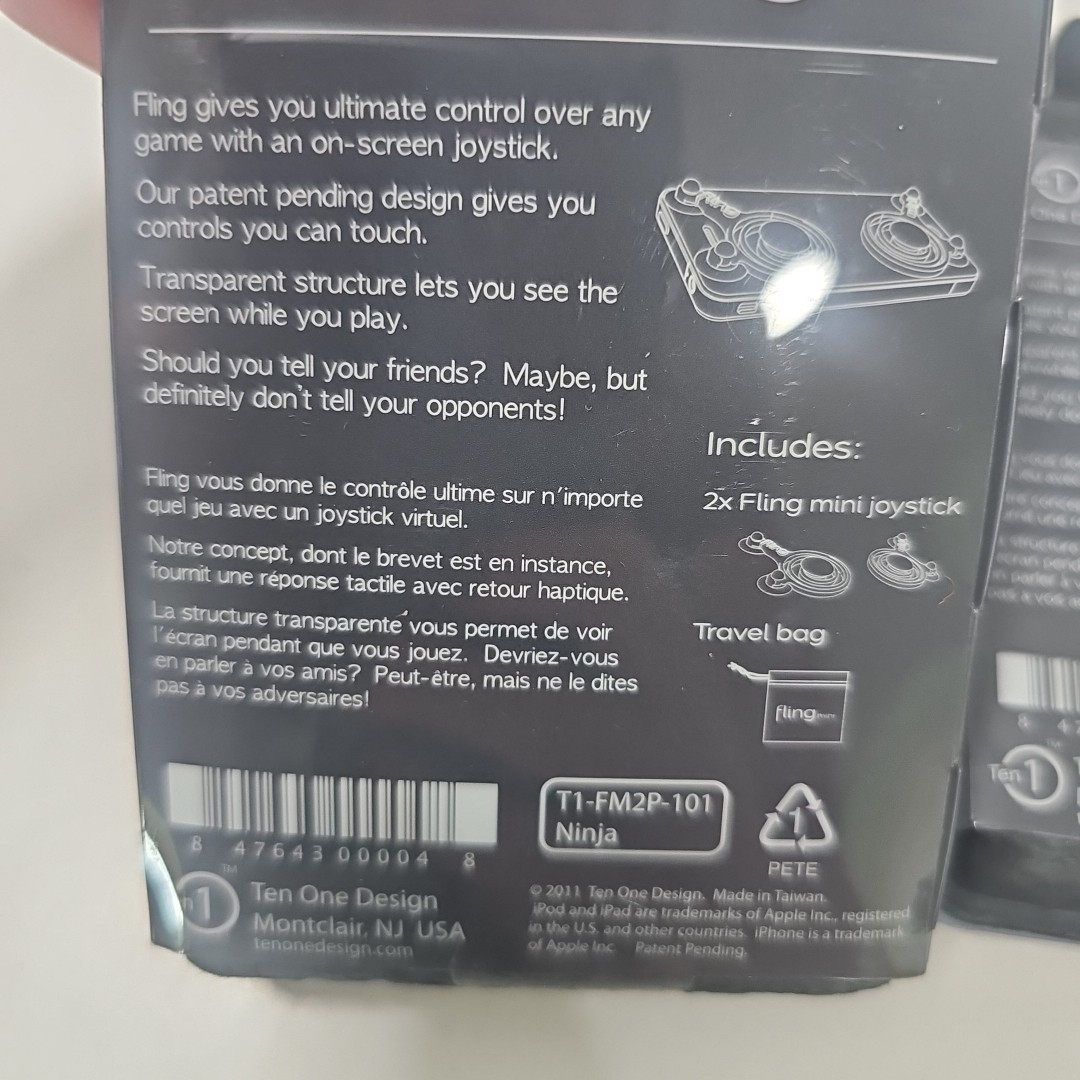 Fling gives you ultimate control over any
game with an on-screen joystick.
Our patent pending design gives you
controls you can touch.
Transparent structure lets you see the
screen while you play.
Should you tell your friends? Maybe, but
definitely don't tell your opponents!
Fling vous donne le contrôle ultime sur n'importe
quel jeu avec un joystick virtuel.
Notre concept, dont le brevet est en instance,
fournit une réponse tactile avec retour haptique.
La structure transparente vous permet de voir
l'écran pendant que vous jouez. Devriez-vous
en parler à vos amis? Peut-être, mais ne le dites
pas à vos adversaires!
Includes:
2x Fling mini joystick
Travel bag
fling mini
8 47643 00004 8
T1-FM2P-101
Ninja
1
PETE
1 TM
Ten One Design
Montclair, NJ USA
tenonedesign.com
© 2011 Ten One Design. Made in Taiwan.
iPod and iPad are trademarks of Apple Inc., registered
in the U.S. and other countries. iPhone is a trademark
of Apple Inc. Patent Pending.
Ten 1 TM